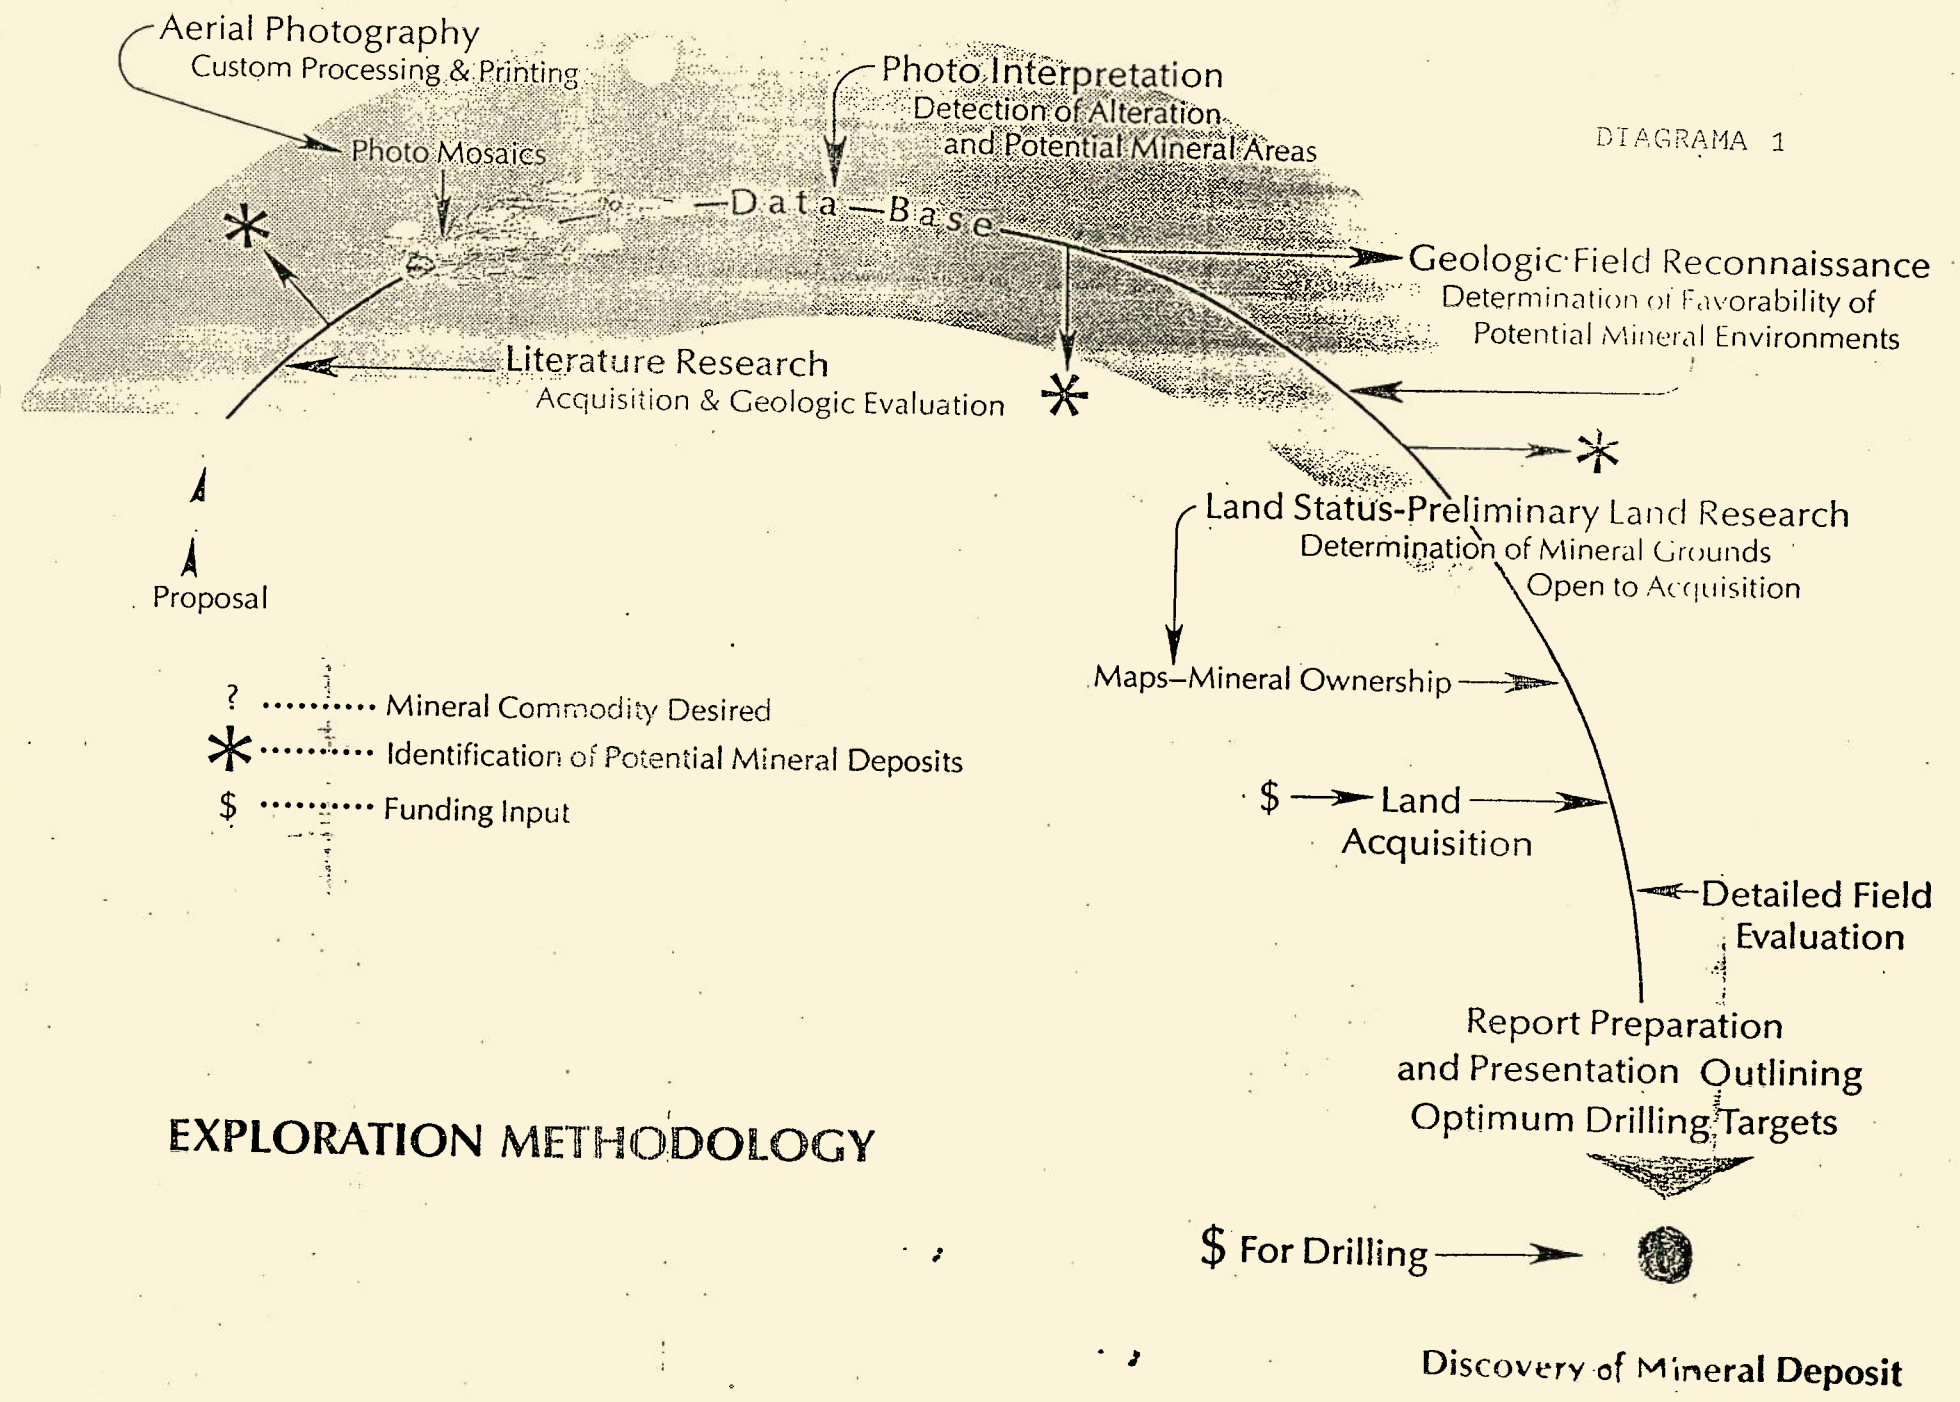 Aerial Photography
Custom Processing & Printing
Photo Mosaics
Photo Interpretation
Detection of Alteration
and Potential Mineral Areas
DIAGRAMA 1
*
—Data—Base
Geologic Field Reconnaissance
Determination of Favorability of
Potential Mineral Environments
Literature Research
Acquisition & Geologic Evaluation
*
*
Land Status-Preliminary Land Research
Determination of Mineral Grounds
Open to Acquisition
Proposal
Maps–Mineral Ownership
? .......... Mineral Commodity Desired
* .......... Identification of Potential Mineral Deposits
$ .......... Funding Input
$ Land
Acquisition
Detailed Field
Evaluation
Report Preparation
and Presentation Outlining
Optimum Drilling Targets
EXPLORATION METHODOLOGY
$ For Drilling
Discovery of Mineral Deposit